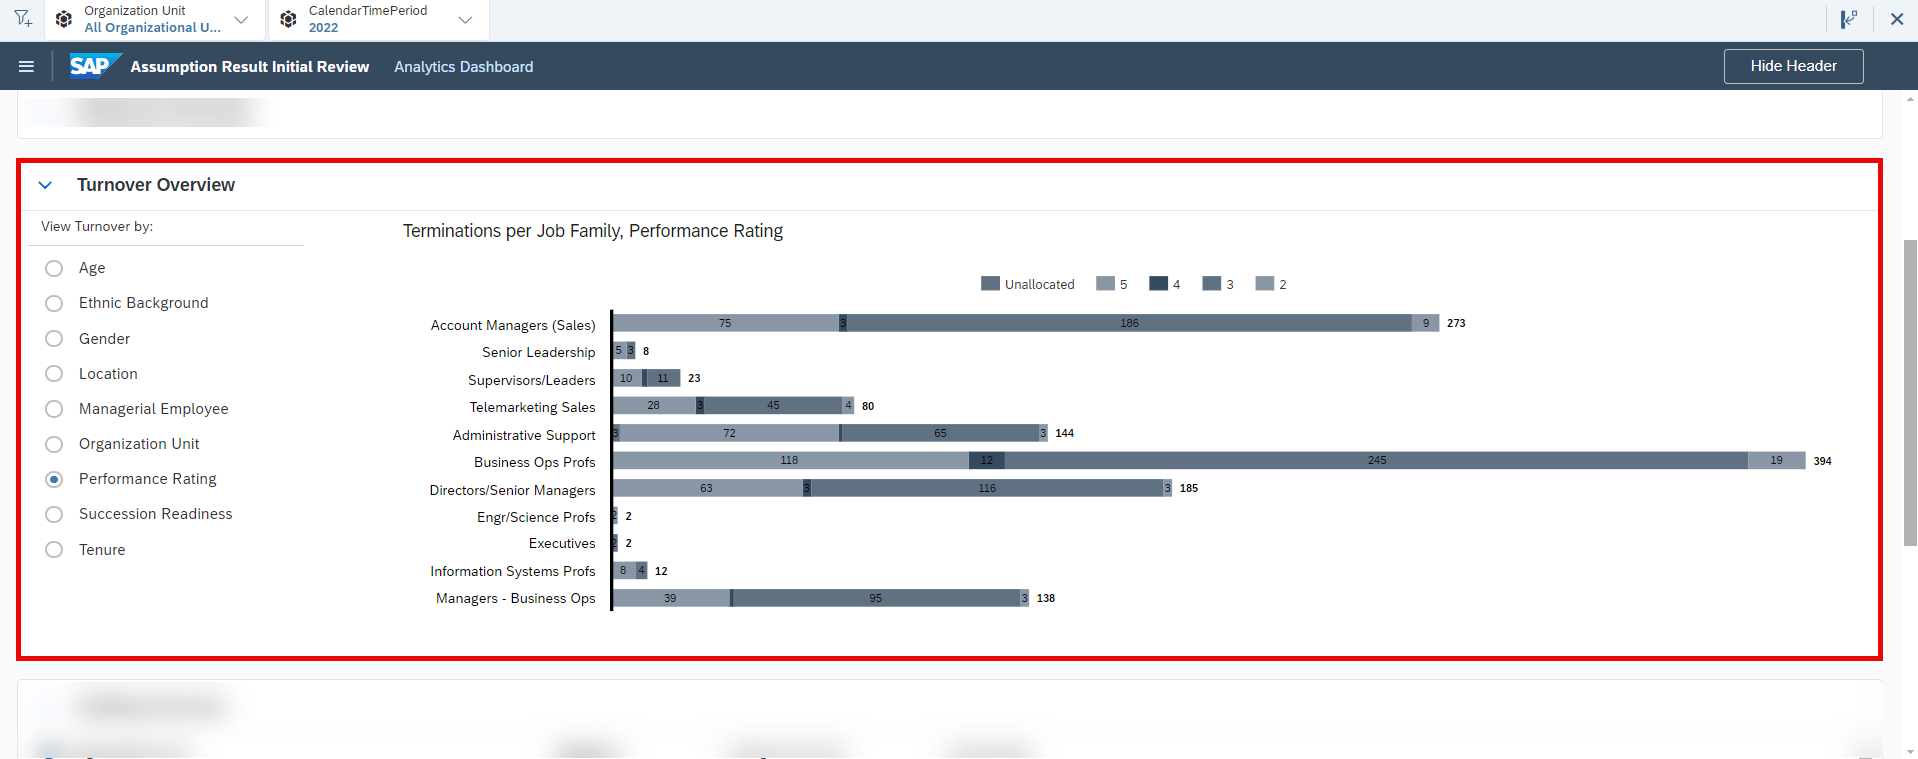 Organization Unit
All Organizational U...
CalendarTimePeriod
2022
SAP
Assumption Result Initial Review
Analytics Dashboard
Hide Header
Turnover Overview
View Turnover by:
Age
Ethnic Background
Gender
Location
Managerial Employee
Organization Unit
Performance Rating
Succession Readiness
Tenure
Terminations per Job Family, Performance Rating
Unallocated 5 4 3 2
Account Managers (Sales) 75 3 186 9 273
Senior Leadership 5 3 8
Supervisors/Leaders 10 11 23
Telemarketing Sales 28 3 45 4 80
Administrative Support 3 72 65 3 144
Business Ops Profs 118 12 245 19 394
Directors/Senior Managers 63 3 116 3 185
Engr/Science Profs 2 2
Executives 2 2
Information Systems Profs 8 4 12
Managers - Business Ops 39 95 3 138